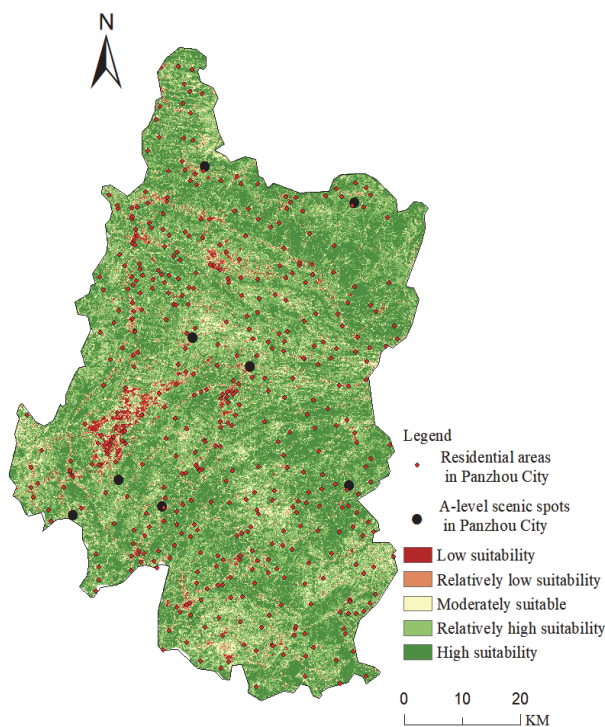 N
Legend
Residential areas
in Panzhou City
A-level scenic spots
in Panzhou City
Low suitability
Relatively low suitability
Moderately suitable
Relatively high suitability
High suitability
0 10 20
KM